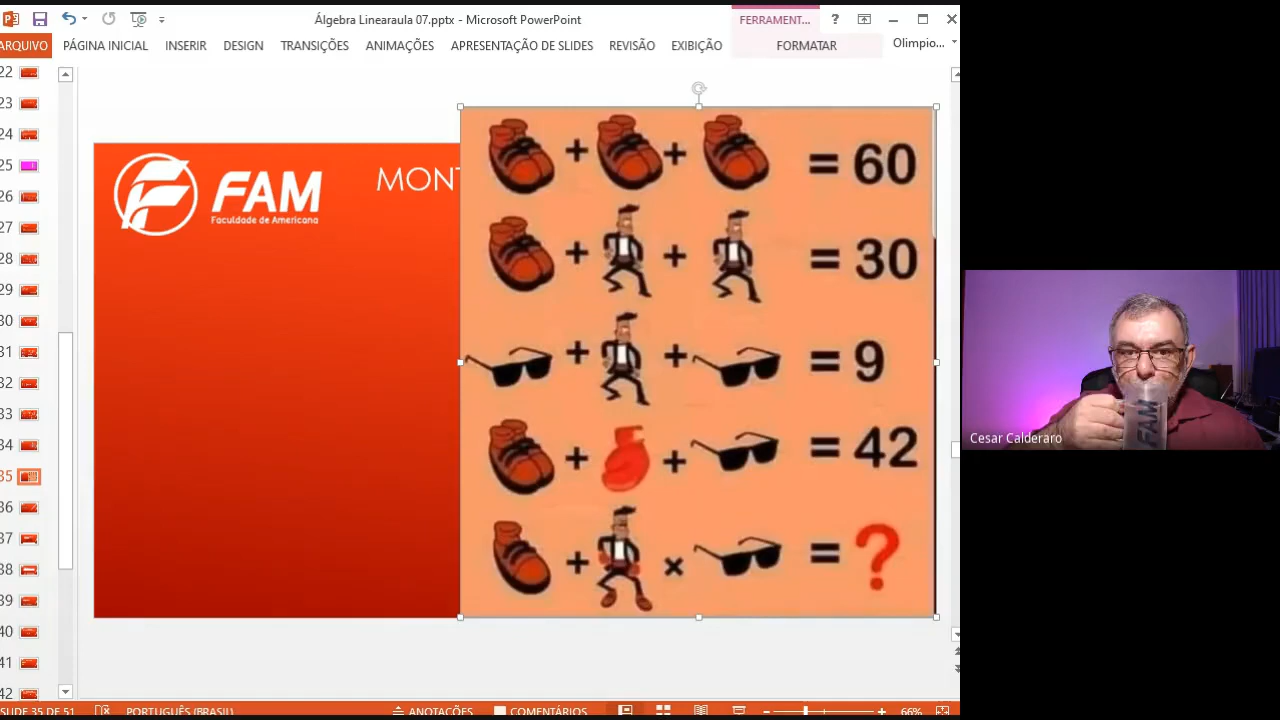 Álgebra Linearaula 07.pptx - Microsoft PowerPoint
FERRAMENT...
?
ARQUIVO PÁGINA INICIAL INSERIR DESIGN TRANSIÇÕES ANIMAÇÕES APRESENTAÇÃO DE SLIDES REVISÃO EXIBIÇÃO FORMATAR Olimpio...
22
23
24
25
26
27
28
29
30
31
32
33
34
35
36
37
38
39
40
41
42
FAM
Faculdade de Americana
MONT
+ + = 60
+ + = 30
+ + = 9
+ + = 42
+ × = ?
FAM
Cesar Calderaro
SLIDE 35 DE 51 PORTUGUÊS (BRASIL) ANOTAÇÕES COMENTÁRIOS 66%